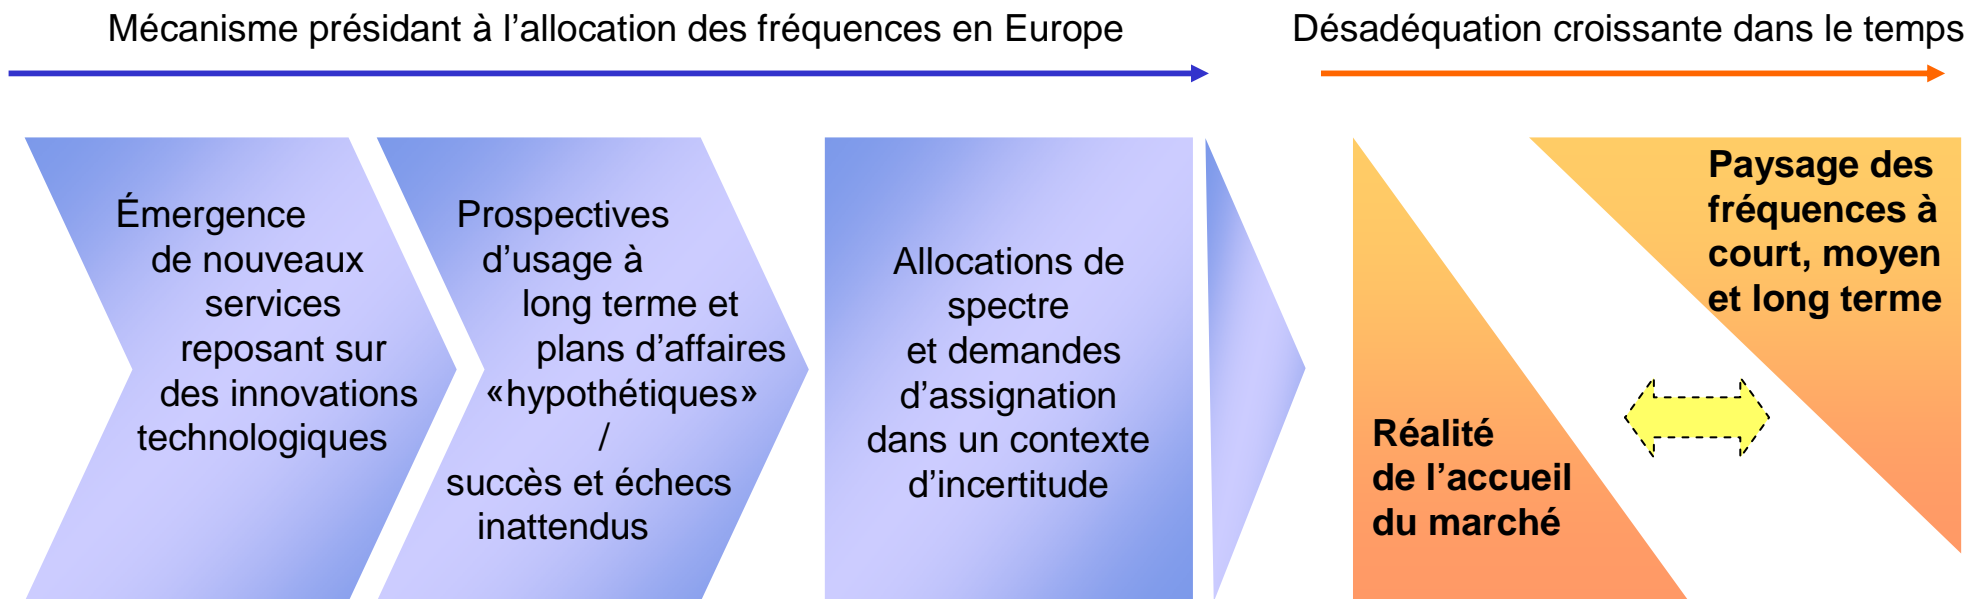 Mécanisme présidant à l’allocation des fréquences en Europe
Désadéquation croissante dans le temps
Émergence
de nouveaux
services
reposant sur
des innovations
technologiques
Prospectives
d’usage à
long terme et
plans d’affaires
«hypothétiques»
/
succès et échecs
inattendus
Allocations de
spectre
et demandes
d’assignation
dans un contexte
d’incertitude
Réalité
de l’accueil
du marché
Paysage des
fréquences à
court, moyen
et long terme